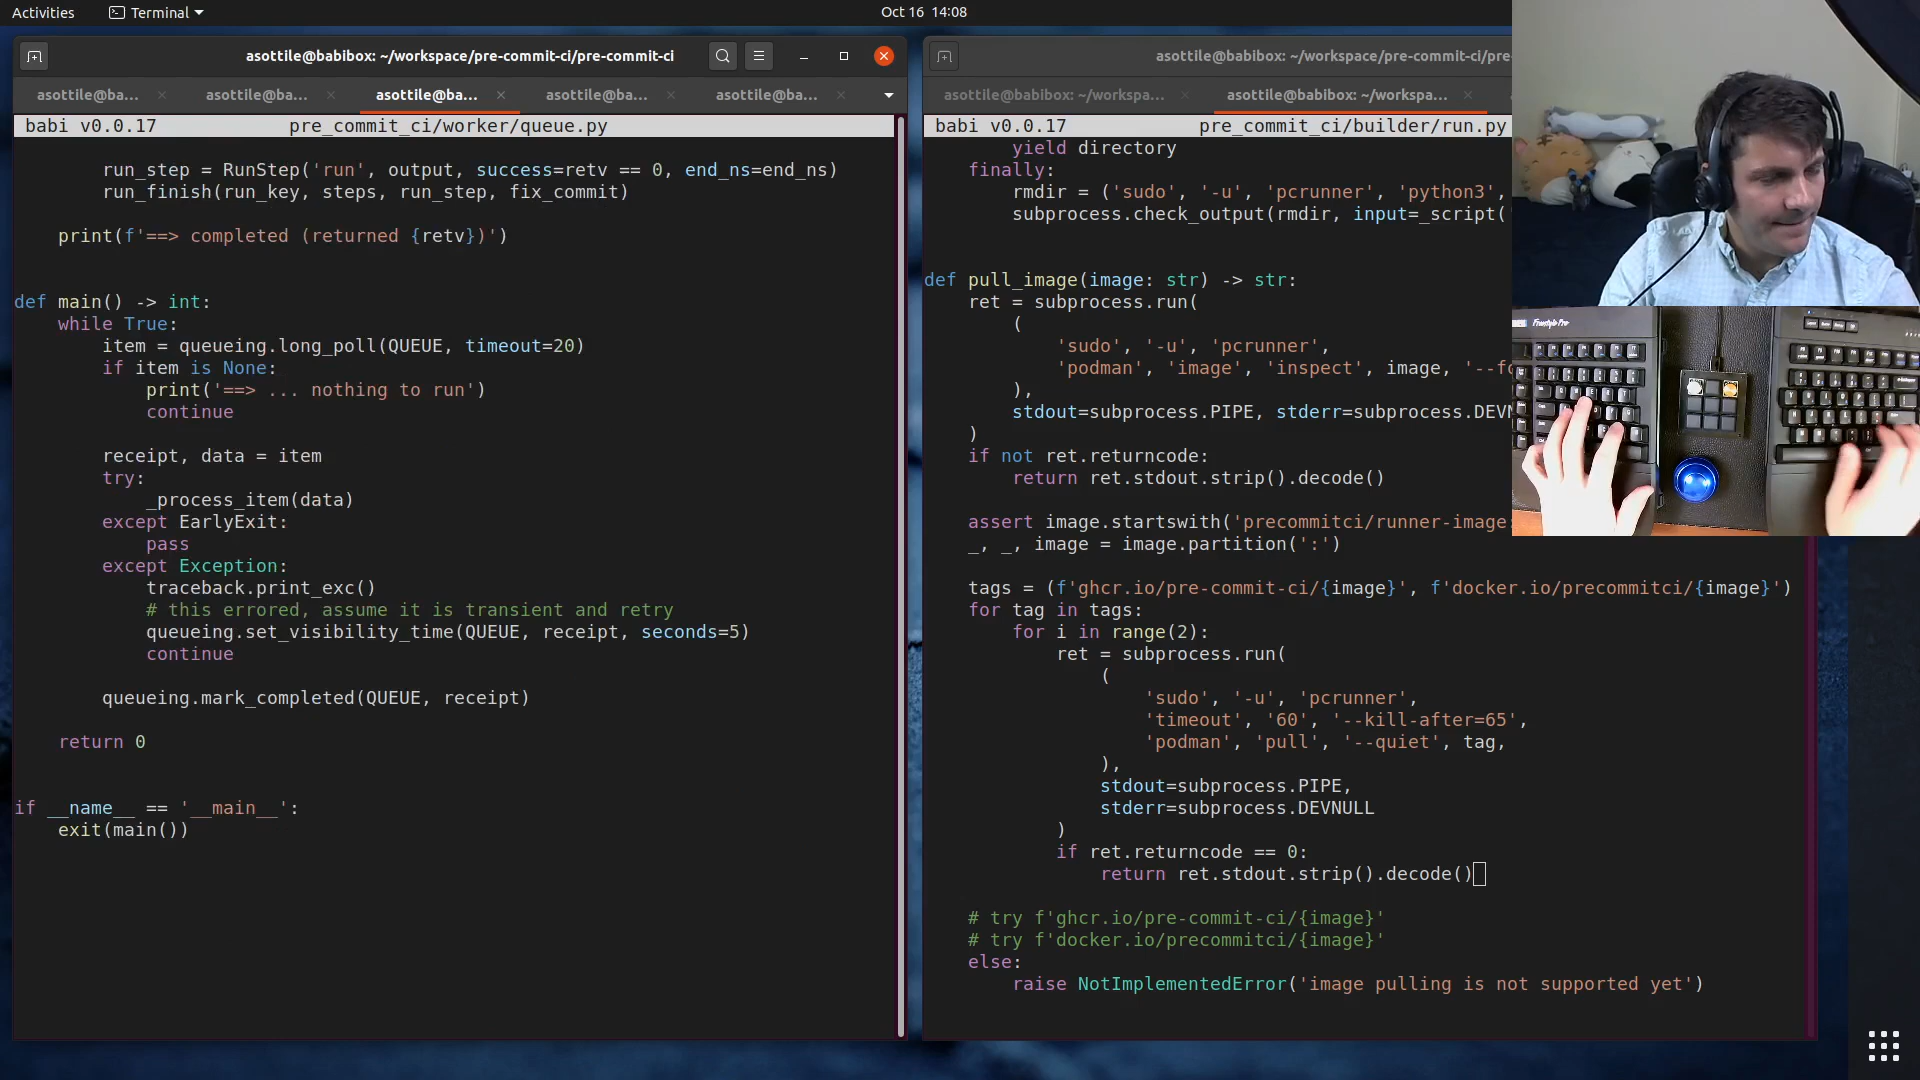 Activities
Terminal
Oct 16 14:08
asottile@babibox: ~/workspace/pre-commit-ci/pre-commit-ci
asottile@ba...
asottile@ba...
asottile@ba...
asottile@ba...
asottile@ba...
babi v0.0.17 pre_commit_ci/worker/queue.py
        run_step = RunStep('run', output, success=retv == 0, end_ns=end_ns)
        run_finish(run_key, steps, run_step, fix_commit)
    print(f'==> completed (returned {retv})')
def main() -> int:
    while True:
        item = queueing.long_poll(QUEUE, timeout=20)
        if item is None:
            print('==> ... nothing to run')
            continue
        receipt, data = item
        try:
            _process_item(data)
        except EarlyExit:
            pass
        except Exception:
            traceback.print_exc()
            # this errored, assume it is transient and retry
            queueing.set_visibility_time(QUEUE, receipt, seconds=5)
            continue
        queueing.mark_completed(QUEUE, receipt)
    return 0
if __name__ == '__main__':
    exit(main())
asottile@babibox: ~/workspace/pre-commit-ci/pre
asottile@babibox: ~/workspa...
asottile@babibox: ~/workspa...
babi v0.0.17 pre_commit_ci/builder/run.py
        yield directory
    finally:
        rmdir = ('sudo', '-u', 'pcrunner', 'python3',
        subprocess.check_output(rmdir, input=_script(
def pull_image(image: str) -> str:
    ret = subprocess.run(
        (
            'sudo', '-u', 'pcrunner',
            'podman', 'image', 'inspect', image, '--fo
        ),
        stdout=subprocess.PIPE, stderr=subprocess.DEVN
    )
    if not ret.returncode:
        return ret.stdout.strip().decode()
    assert image.startswith('precommitci/runner-image:
    _, _, image = image.partition(':')
    tags = (f'ghcr.io/pre-commit-ci/{image}', f'docker.io/precommitci/{image}')
    for tag in tags:
        for i in range(2):
            ret = subprocess.run(
                (
                    'sudo', '-u', 'pcrunner',
                    'timeout', '60', '--kill-after=65',
                    'podman', 'pull', '--quiet', tag,
                ),
                stdout=subprocess.PIPE,
                stderr=subprocess.DEVNULL
            )
            if ret.returncode == 0:
                return ret.stdout.strip().decode()
    # try f'ghcr.io/pre-commit-ci/{image}'
    # try f'docker.io/precommitci/{image}'
    else:
        raise NotImplementedError('image pulling is not supported yet')
Freestyle Pro